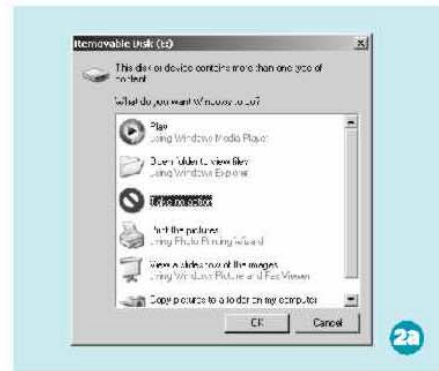 Removable Disk (E:)
This disk or device contains more than one type of
content.
What do you want Windows to do?
Play
using Windows Media Player
Open folder to view files
using Windows Explorer
Take no action
Print the pictures
using Photo Printing Wizard
View a slideshow of the images
using Windows Picture and Fax Viewer
Copy pictures to a folder on my computer
OK Cancel
2a